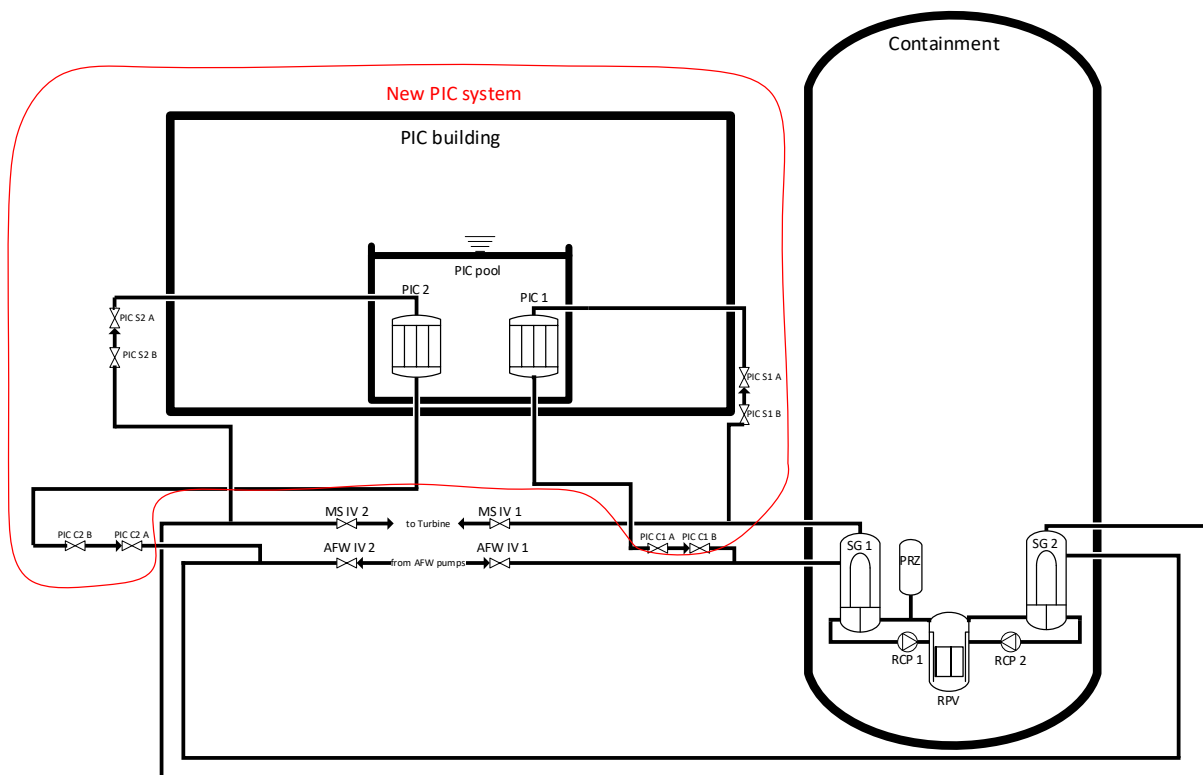 Containment
New PIC system
PIC building
PIC pool
PIC 2
PIC 1
PIC S2 A
PIC S2 B
PIC S1 A
PIC S1 B
MS IV 2
to Turbine
MS IV 1
PIC C2 B
PIC C2 A
PIC C1 A
PIC C1 B
AFW IV 2
from AFW pumps
AFW IV 1
SG 1
SG 2
PRZ
RCP 1
RCP 2
RPV